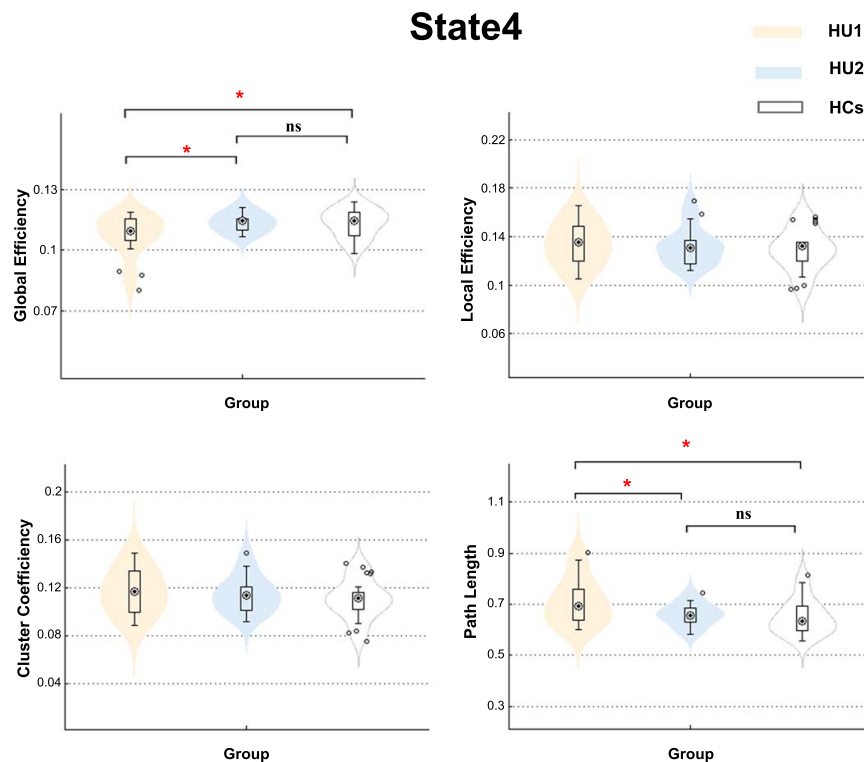 State4
HU1
HU2
HCs
*
ns
*
Global Efficiency
0.13
0.1
0.07
Group
Local Efficiency
0.22
0.18
0.14
0.1
0.06
Group
Cluster Coefficiency
0.2
0.16
0.12
0.08
0.04
Group
*
*
ns
Path Length
1.1
0.9
0.7
0.5
0.3
Group